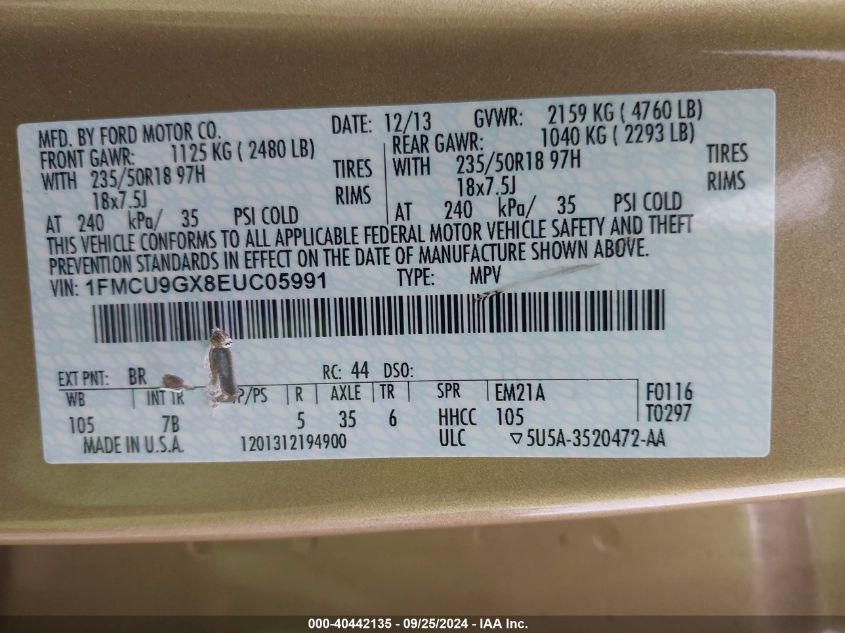 MFD. BY FORD MOTOR CO. DATE: 12/13 GVWR: 2159 KG ( 4760 LB)
FRONT GAWR: 1125 KG ( 2480 LB) REAR GAWR: 1040 KG ( 2293 LB)
WITH 235/50R18 97H TIRES WITH 235/50R18 97H TIRES
18x7.5J RIMS 18x7.5J RIMS
AT 240 kPa/ 35 PSI COLD AT 240 kPa/ 35 PSI COLD
THIS VEHICLE CONFORMS TO ALL APPLICABLE FEDERAL MOTOR VEHICLE SAFETY AND THEFT
PREVENTION STANDARDS IN EFFECT ON THE DATE OF MANUFACTURE SHOWN ABOVE.
VIN: 1FMCU9GX8EUC05991 TYPE: MPV
EXT PNT: BR RC: 44 DSO:
WB INT TR P/PS R AXLE TR SPR EM21A F0116
105 7B 5 35 6 HHCC 105 T0297
MADE IN U.S.A. 1201312194900 ULC ▽5U5A-3520472-AA
000-40442135 - 09/25/2024 - IAA Inc.